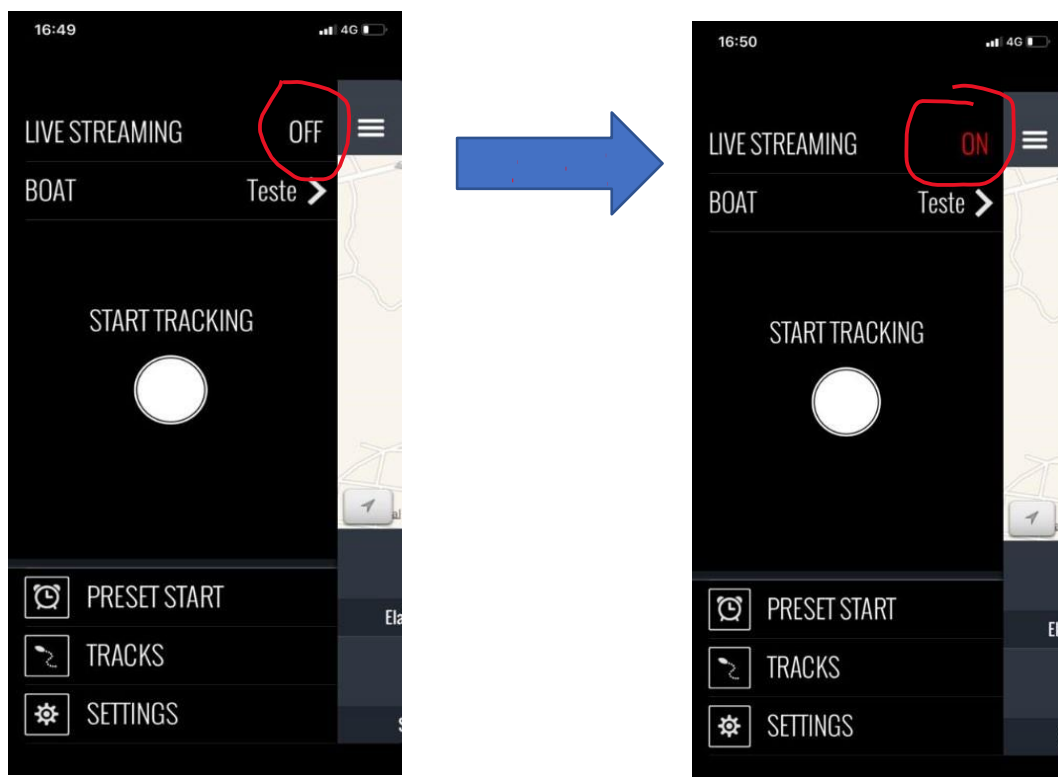 16:49 4G
LIVE STREAMING OFF
BOAT Teste
START TRACKING
PRESET START
TRACKS
SETTINGS
16:50 4G
LIVE STREAMING ON
BOAT Teste
START TRACKING
PRESET START
TRACKS
SETTINGS